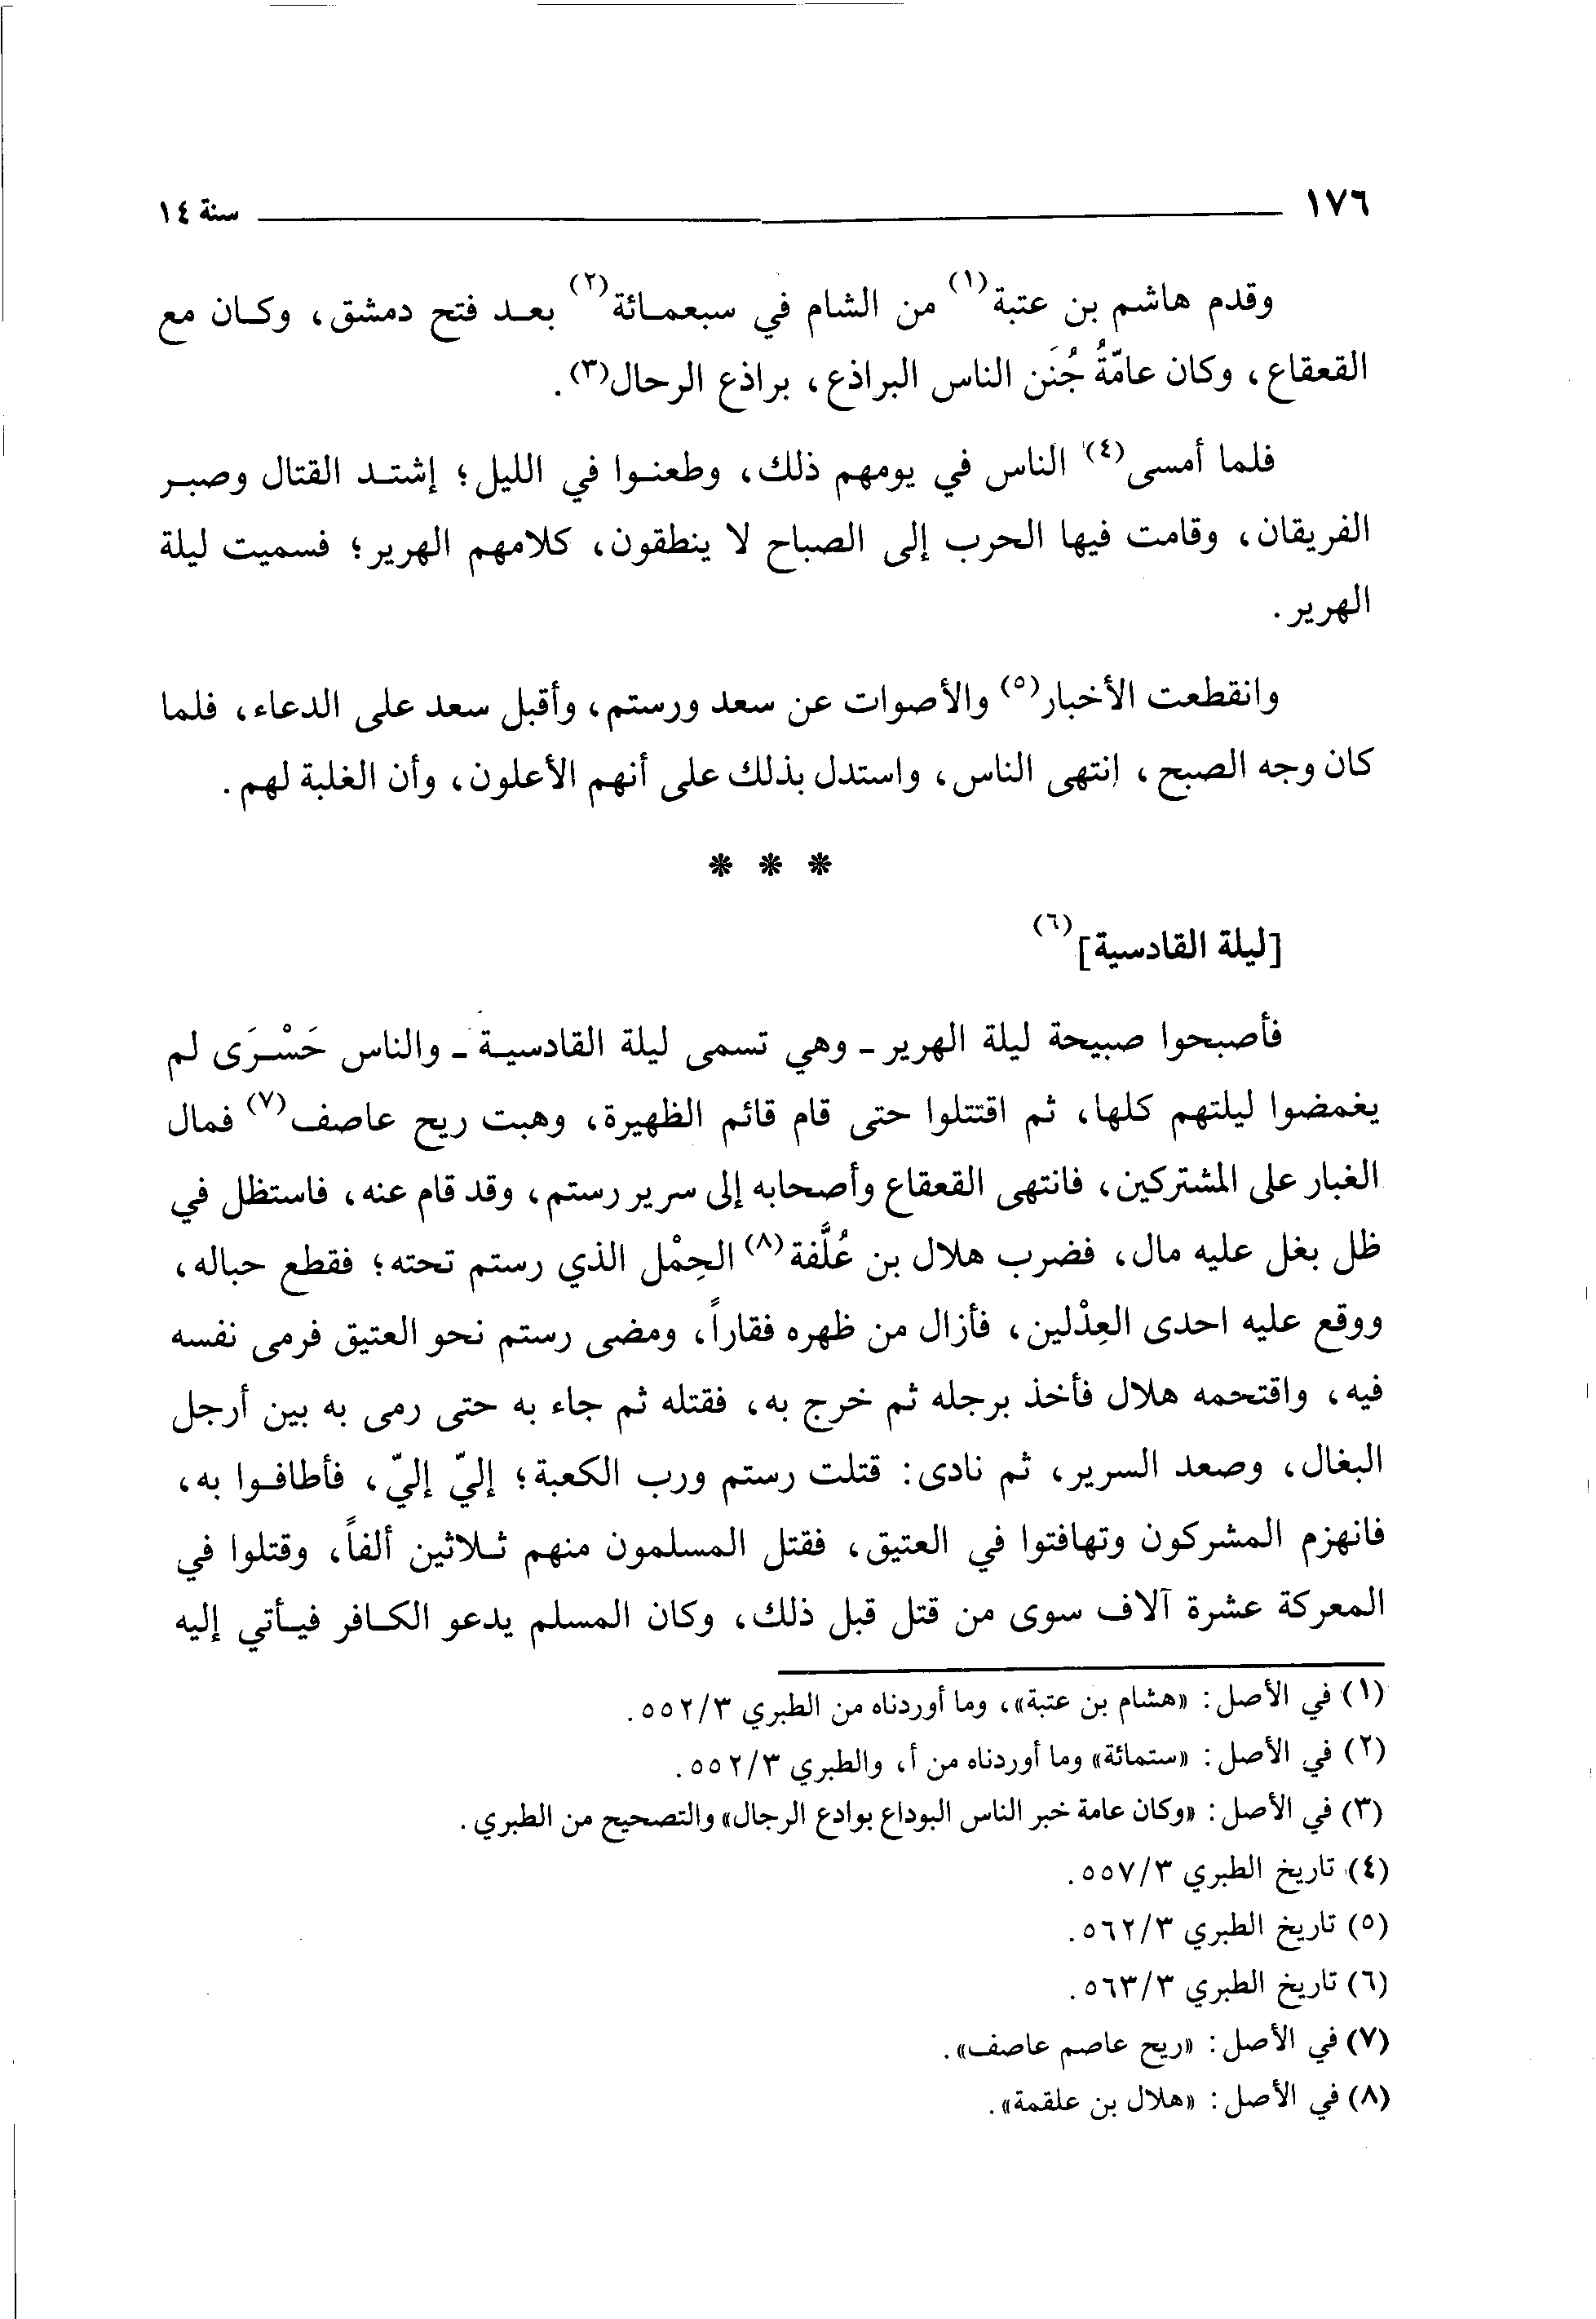 ١٧٦ سنة ١٤
وقدم هاشم بن عتبة(١) من الشام في سبعمائة(٢) بعد فتح دمشق، وكان مع
القعقاع، وكان عامّةُ جُنَن الناس البراذع، براذع الرحال(٣).
فلما أمسى(٤) الناس في يومهم ذلك، وطعنوا في الليل؛ إشتد القتال وصبر
الفريقان، وقامت فيها الحرب إلى الصباح لا ينطقون، كلامهم الهرير؛ فسميت ليلة
الهرير.
وانقطعت الأخبار(٥) والأصوات عن سعد ورستم، وأقبل سعد على الدعاء، فلما
كان وجه الصبح، إنتهى الناس، واستدل بذلك على أنهم الأعلون، وأن الغلبة لهم.
* * *
[ليلة القادسية](٦)
فأصبحوا صبيحة ليلة الهرير ـ وهي تسمى ليلة القادسية ـ والناس حَسْرَى لم
يغمضوا ليلتهم كلها، ثم اقتتلوا حتى قام قائم الظهيرة، وهبت ريح عاصف(٧) فمال
الغبار على المشتركين، فانتهى القعقاع وأصحابه إلى سرير رستم، وقد قام عنه، فاستظل في
ظل بغل عليه مال، فضرب هلال بن عُلَّفة(٨) الحِمْل الذي رستم تحته؛ فقطع حباله،
ووقع عليه احدى العِذْلين، فأزال من ظهره فقاراً، ومضى رستم نحو العتيق فرمى نفسه
فيه، واقتحمه هلال فأخذ برجله ثم خرج به، فقتله ثم جاء به حتى رمى به بين أرجل
البغال، وصعد السرير، ثم نادى: قتلت رستم ورب الكعبة؛ إليّ إليّ، فأطافوا به،
فانهزم المشركون وتهافتوا في العتيق، فقتل المسلمون منهم ثلاثين ألفاً، وقتلوا في
المعركة عشرة آلاف سوى من قتل قبل ذلك، وكان المسلم يدعو الكافر فيأتي إليه
(١) في الأصل: «هشام بن عتبة»، وما أوردناه من الطبري ٣/٥٥٢.
(٢) في الأصل: «ستمائة» وما أوردناه من أ، والطبري ٣/٥٥٢.
(٣) في الأصل: «وكان عامة خبر الناس البوداع بوادع الرجال» والتصحيح من الطبري.
(٤) تاريخ الطبري ٣/٥٥٧.
(٥) تاريخ الطبري ٣/٥٦٢.
(٦) تاريخ الطبري ٣/٥٦٣.
(٧) في الأصل: «ريح عاصم عاصف».
(٨) في الأصل: «هلال بن علقمة».